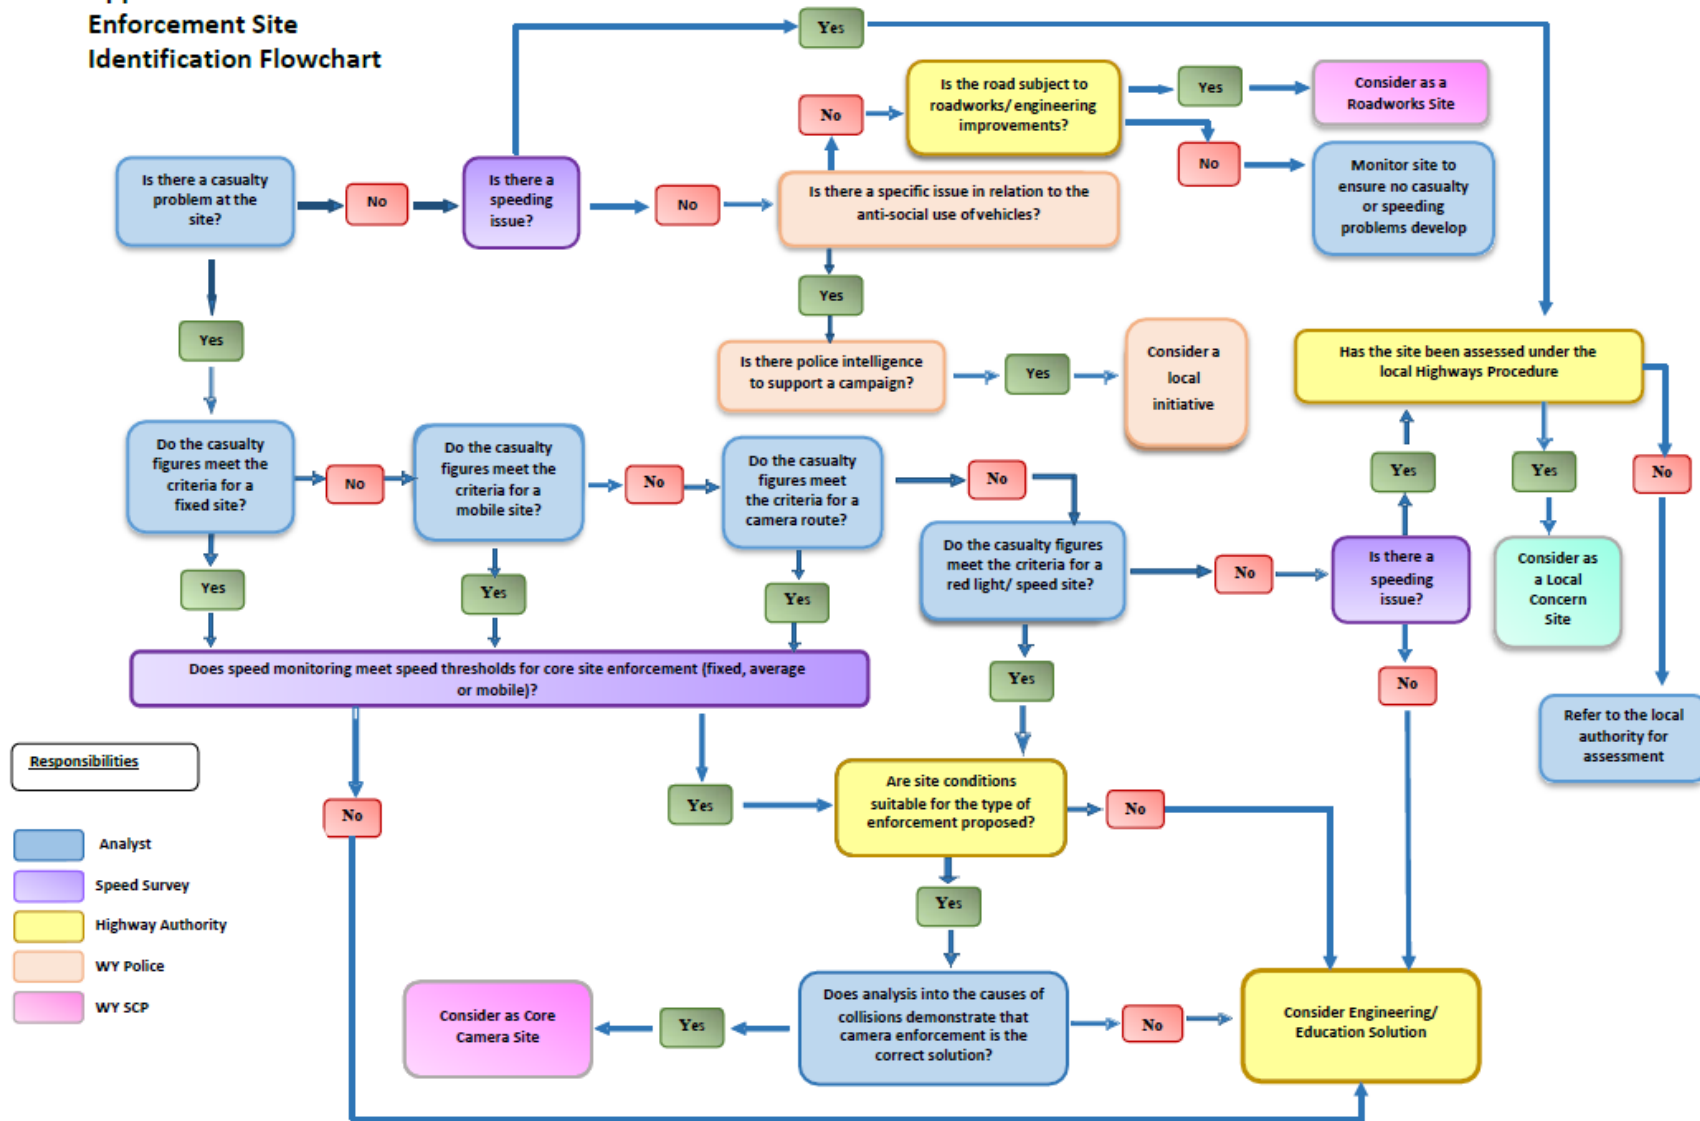 Enforcement Site
Identification Flowchart
Yes
Is the road subject to
roadworks/ engineering
improvements?
Yes
Consider as a
Roadworks Site
No
No
Monitor site to
ensure no casualty
or speeding
problems develop
Is there a casualty
problem at the
site?
No
Is there a
speeding
issue?
No
Is there a specific issue in relation to the
anti-social use of vehicles?
Yes
Yes
Is there police intelligence
to support a campaign?
Yes
Consider a
local
initiative
Has the site been assessed under the
local Highways Procedure
Do the casualty
figures meet the
criteria for a
fixed site?
No
Do the casualty
figures meet the
criteria for a
mobile site?
No
Do the casualty
figures meet
the criteria for a
camera route?
No
Yes
Yes
No
Do the casualty figures
meet the criteria for a
red light/ speed site?
No
Is there a
speeding
issue?
Consider as
a Local
Concern
Site
Yes
Yes
Yes
Does speed monitoring meet speed thresholds for core site enforcement (fixed, average
or mobile)?
Yes
No
Refer to the local
authority for
assessment
Responsibilities
Analyst
Speed Survey
Highway Authority
WY Police
WY SCP
No
Yes
Are site conditions
suitable for the type of
enforcement proposed?
No
Yes
Consider as Core
Camera Site
Yes
Does analysis into the causes of
collisions demonstrate that
camera enforcement is the
correct solution?
No
Consider Engineering/
Education Solution